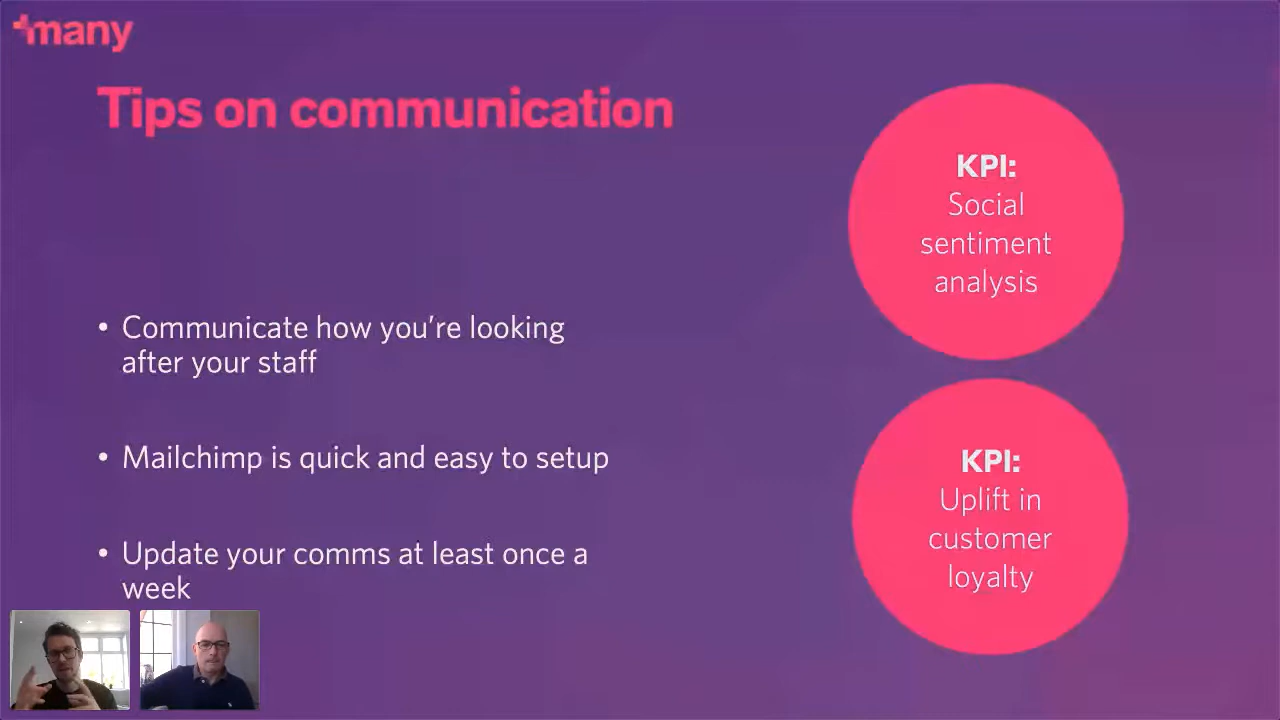 +many
Tips on communication
• Communicate how you’re looking
after your staff
• Mailchimp is quick and easy to setup
• Update your comms at least once a
week
KPI:
Social
sentiment
analysis
KPI:
Uplift in
customer
loyalty